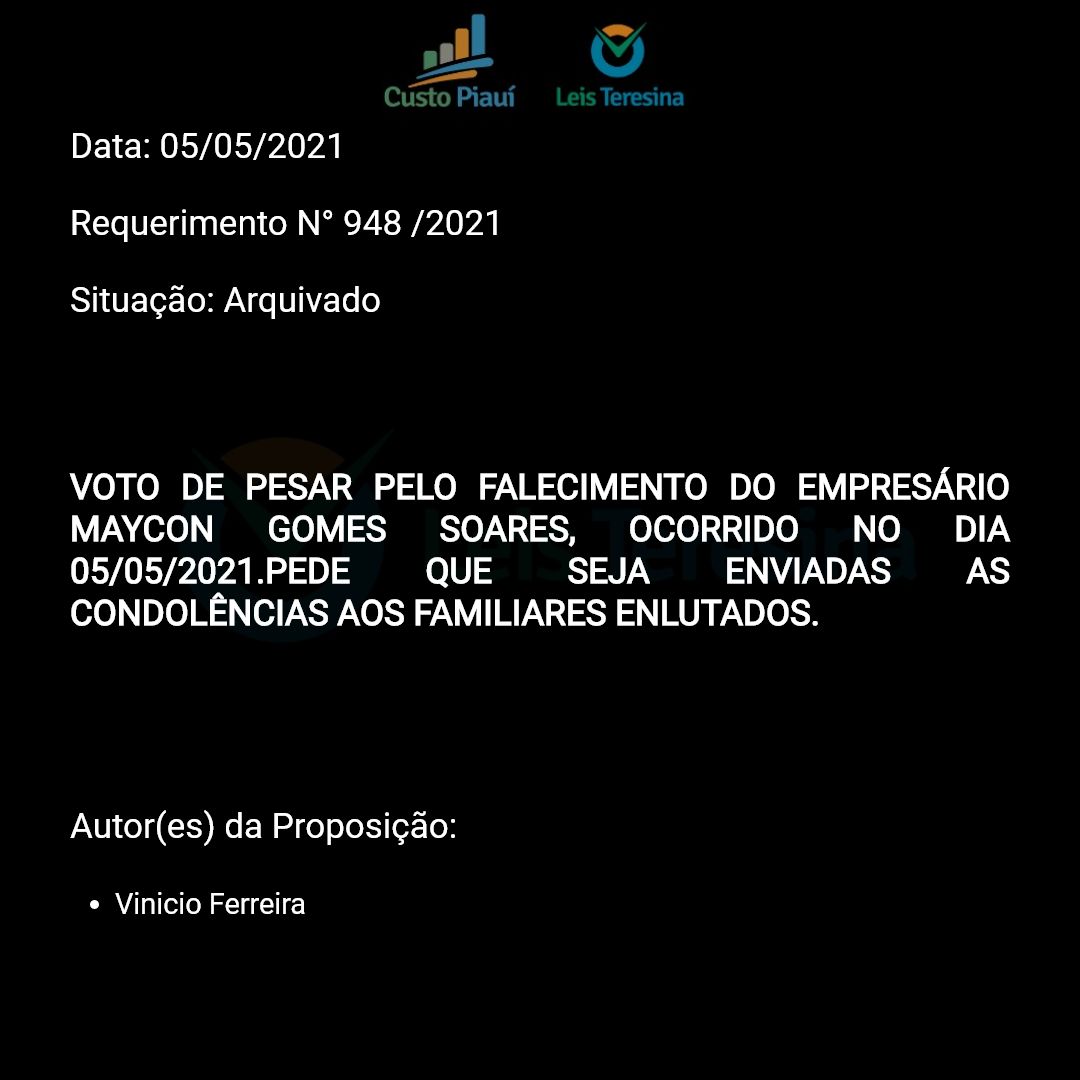 Custo Piauí Leis Teresina
Data: 05/05/2021
Requerimento N° 948 /2021
Situação: Arquivado
VOTO DE PESAR PELO FALECIMENTO DO EMPRESÁRIO
MAYCON GOMES SOARES, OCORRIDO NO DIA
05/05/2021.PEDE QUE SEJA ENVIADAS AS
CONDOLÊNCIAS AOS FAMILIARES ENLUTADOS.
Leis Teresina
Autor(es) da Proposição:
• Vinicio Ferreira